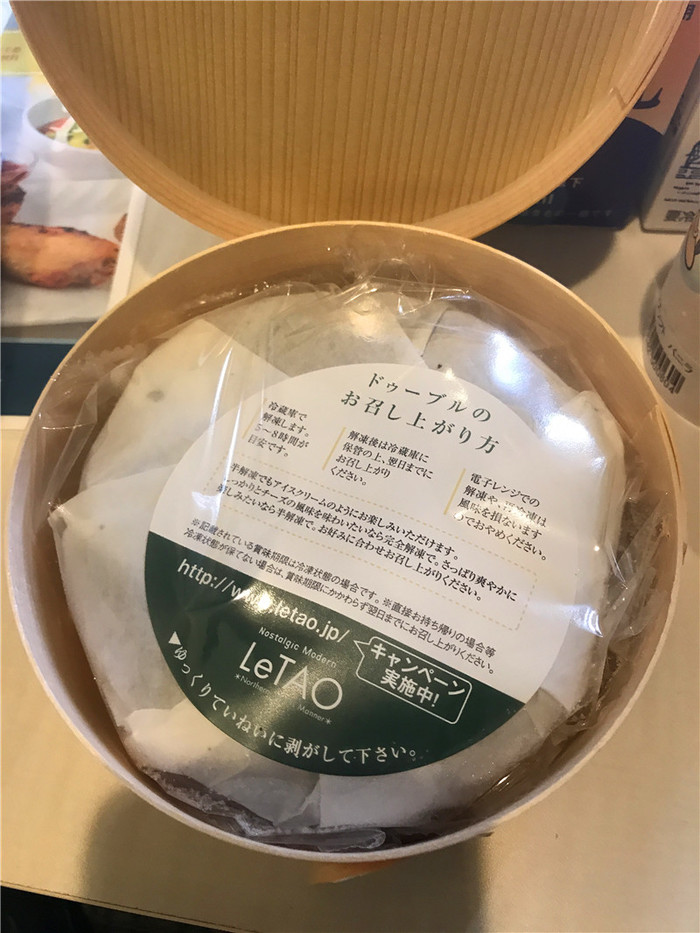 ドゥーブルの
お召し上がり方
冷蔵庫で
解凍します。
5～8時間が
目安です。
解凍後は冷蔵庫に
保管の上、翌日までに
お召し上がり
ください。
電子レンジでの
解凍や、
風味を損ないます
おやめください。
半解凍でもアイスクリームのようにお楽しみいただけます。
っかりとチーズの風味を味わいたいなら完全解凍で。さっぱり爽やかに
楽しみたいなら半解凍で。お好みに合わせお召し上がりください。
※記載されている賞味期限は冷凍状態の場合です。※直接お持ち帰りの場合等
冷凍状態が保てない場合は、賞味期限にかかわらず翌日までにお召し上がりください。
letao.jp/
キャンペーン
実施中!
Nostalgic Modern
LeTAO
Northern Manner
▲ゆっくりていねいに剥がして下さい。
バニラ